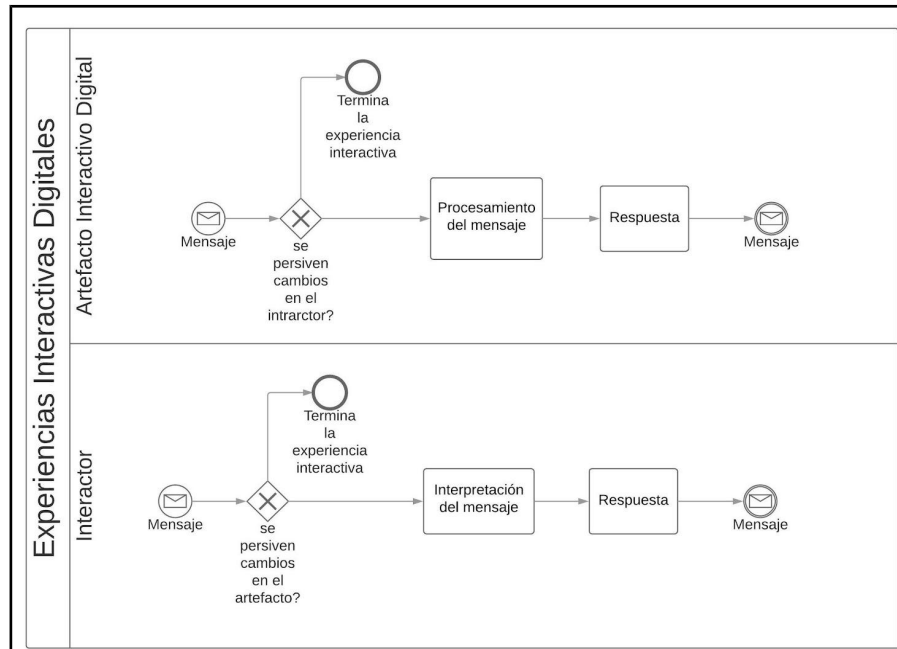 Experiencias Interactivas Digitales
Artefacto Interactivo Digital
Termina
la
experiencia
interactiva
Mensaje
se
persiven
cambios
en el
intrarctor?
Procesamiento
del mensaje
Respuesta
Mensaje
Interactor
Termina
la
experiencia
interactiva
Mensaje
se
persiven
cambios
en el
artefacto?
Interpretación
del mensaje
Respuesta
Mensaje